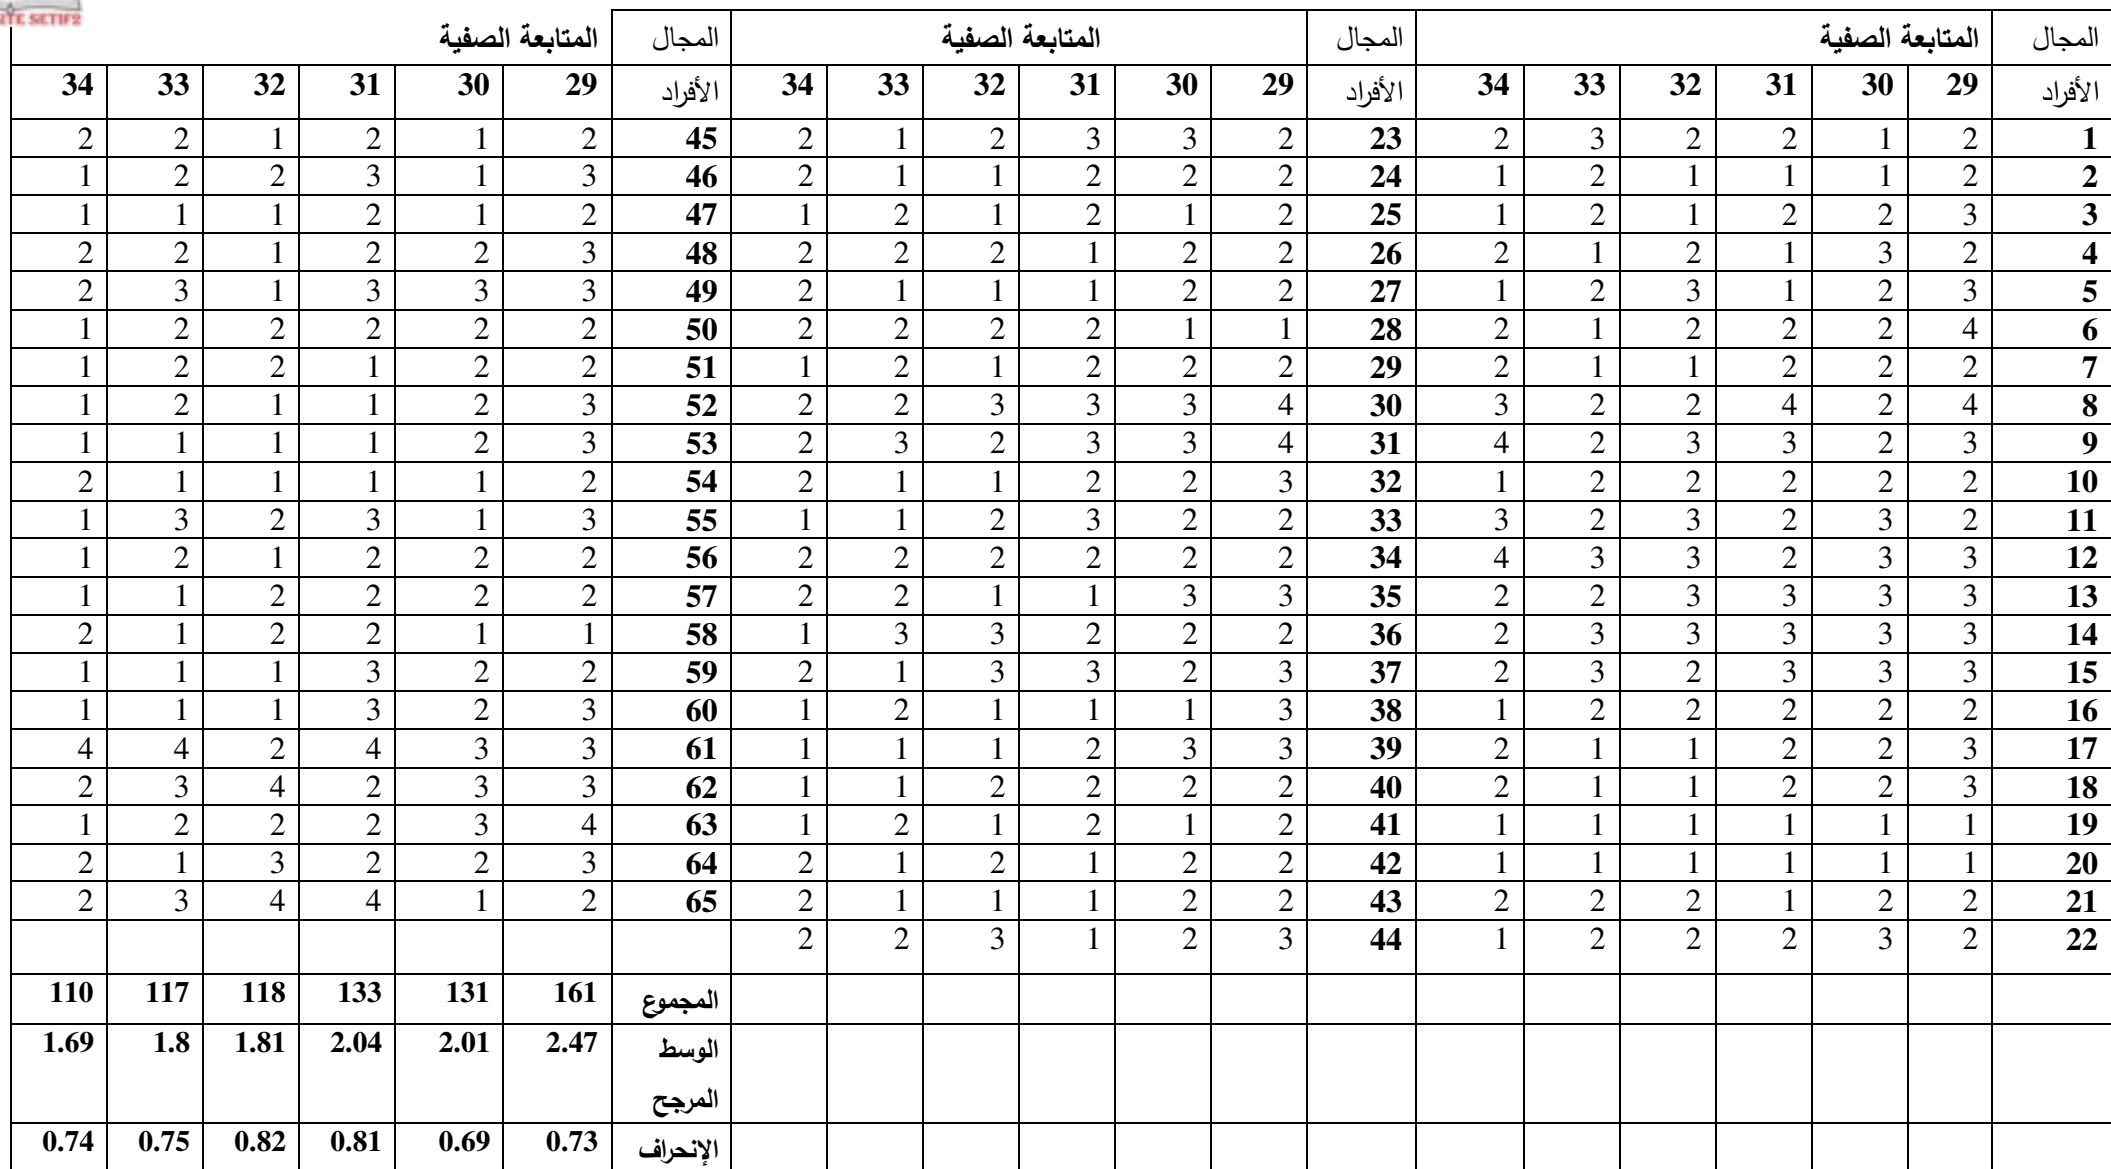 SETIF2
المجال المتابعة الصفية المجال المتابعة الصفية المجال المتابعة الصفية
الأفراد 29 30 31 32 33 34 الأفراد 29 30 31 32 33 34 الأفراد 29 30 31 32 33 34
1 2 1 2 2 3 2 23 2 3 3 2 1 2 45 2 1 2 1 2 2
2 2 1 1 1 2 1 24 2 2 2 1 1 2 46 3 1 3 2 2 1
3 3 2 2 1 2 1 25 2 1 2 1 2 1 47 2 1 2 1 1 1
4 2 3 1 2 1 2 26 2 2 1 2 2 2 48 3 2 2 1 2 2
5 3 2 1 3 2 1 27 2 2 1 1 1 2 49 3 3 3 1 3 2
6 4 2 2 2 1 2 28 1 1 2 2 2 2 50 2 2 2 2 2 1
7 2 2 2 1 1 2 29 2 2 2 1 2 1 51 2 2 1 2 2 1
8 4 2 4 2 2 3 30 4 3 3 3 2 2 52 3 2 1 1 2 1
9 3 2 3 3 2 4 31 4 3 3 2 3 2 53 3 2 1 1 1 1
10 2 2 2 2 2 1 32 3 2 2 1 1 2 54 2 1 1 1 1 2
11 2 3 2 3 2 3 33 2 2 3 2 1 1 55 3 1 3 2 3 1
12 3 3 2 3 3 4 34 2 2 2 2 2 2 56 2 2 2 1 2 1
13 3 3 3 3 2 2 35 3 3 1 1 2 2 57 2 2 2 2 1 1
14 3 3 3 3 3 2 36 2 2 2 3 3 1 58 1 1 2 2 1 2
15 3 3 3 2 3 2 37 3 2 3 3 1 2 59 2 2 3 1 1 1
16 2 2 2 2 2 1 38 3 1 1 1 2 1 60 3 2 3 1 1 1
17 3 2 2 1 1 2 39 3 3 2 1 1 1 61 3 3 4 2 4 4
18 3 2 2 1 1 2 40 2 2 2 2 1 1 62 3 3 2 4 3 2
19 1 1 1 1 1 1 41 2 1 2 1 2 1 63 4 3 2 2 2 1
20 1 1 1 1 1 1 42 2 2 1 2 1 2 64 3 2 2 3 1 2
21 2 2 1 2 2 2 43 2 2 1 1 1 2 65 2 1 4 4 3 2
22 2 3 2 2 2 1 44 3 2 1 3 2 2
المجموع 161 131 133 118 117 110
الوسط 2.47 2.01 2.04 1.81 1.8 1.69
المرجح
الإنحراف 0.73 0.69 0.81 0.82 0.75 0.74